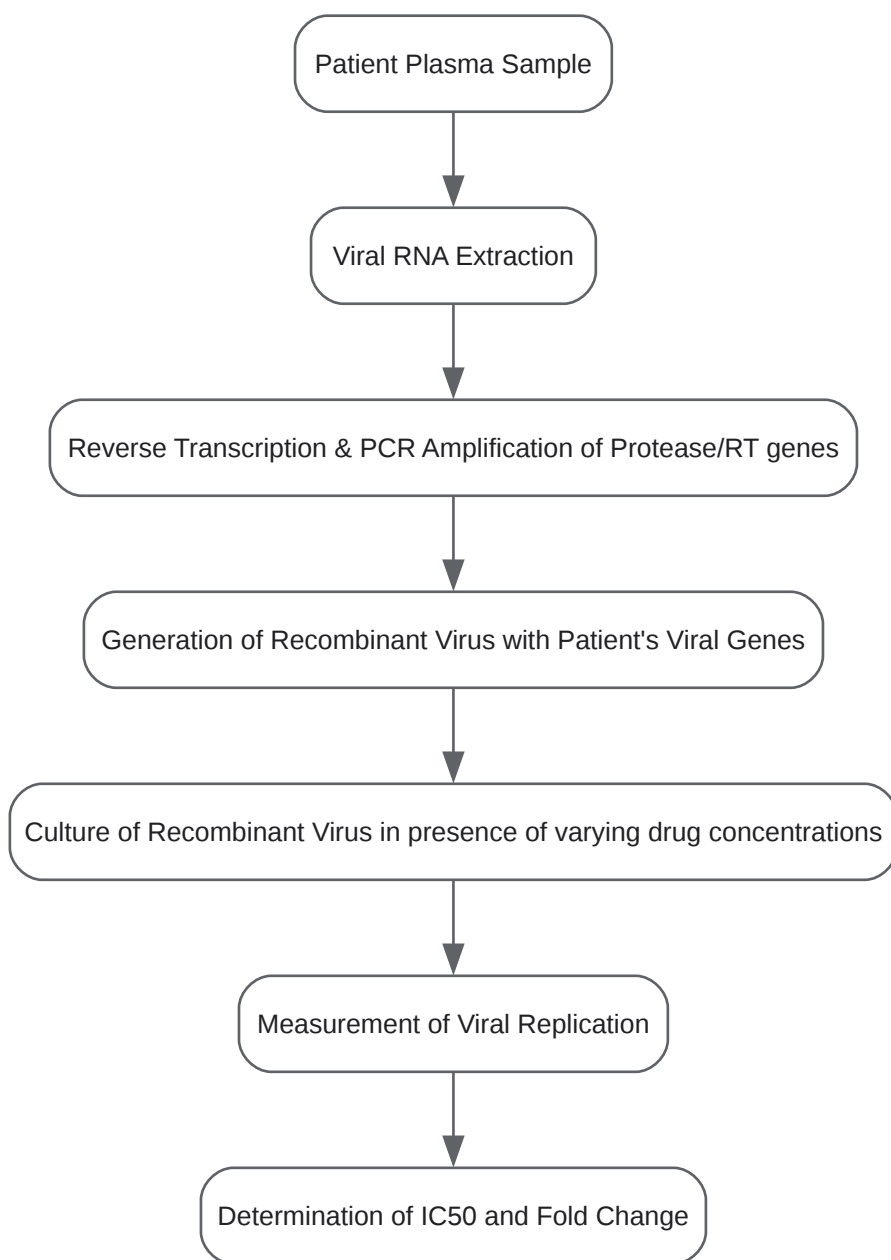 Patient Plasma Sample
Viral RNA Extraction
Reverse Transcription & PCR Amplification of Protease/RT genes
Generation of Recombinant Virus with Patient's Viral Genes
Culture of Recombinant Virus in presence of varying drug concentrations
Measurement of Viral Replication
Determination of IC50 and Fold Change